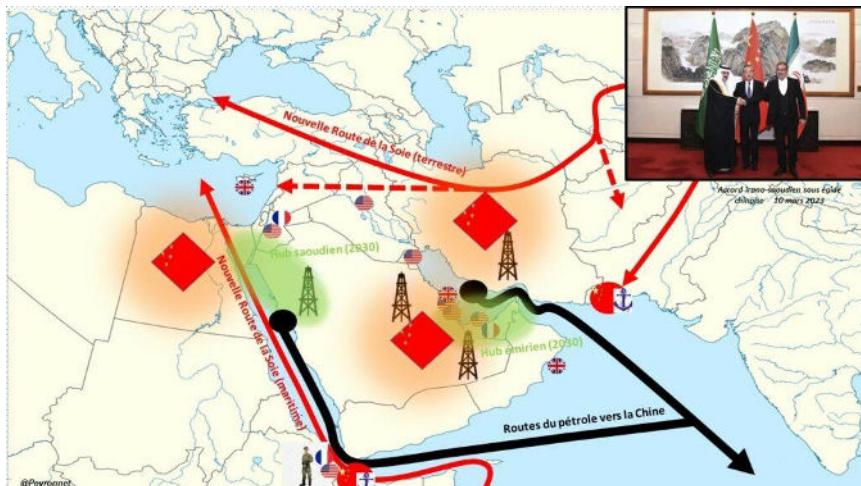 Accord irano-saoudien sous égide
chinoise 10 mars 2023
Nouvelle Route de la Soie (terrestre)
Hub saoudien (2030)
Nouvelle Route de la Soie (maritime)
Hub émirien (2030)
Routes du pétrole vers la Chine
@Peyronnet